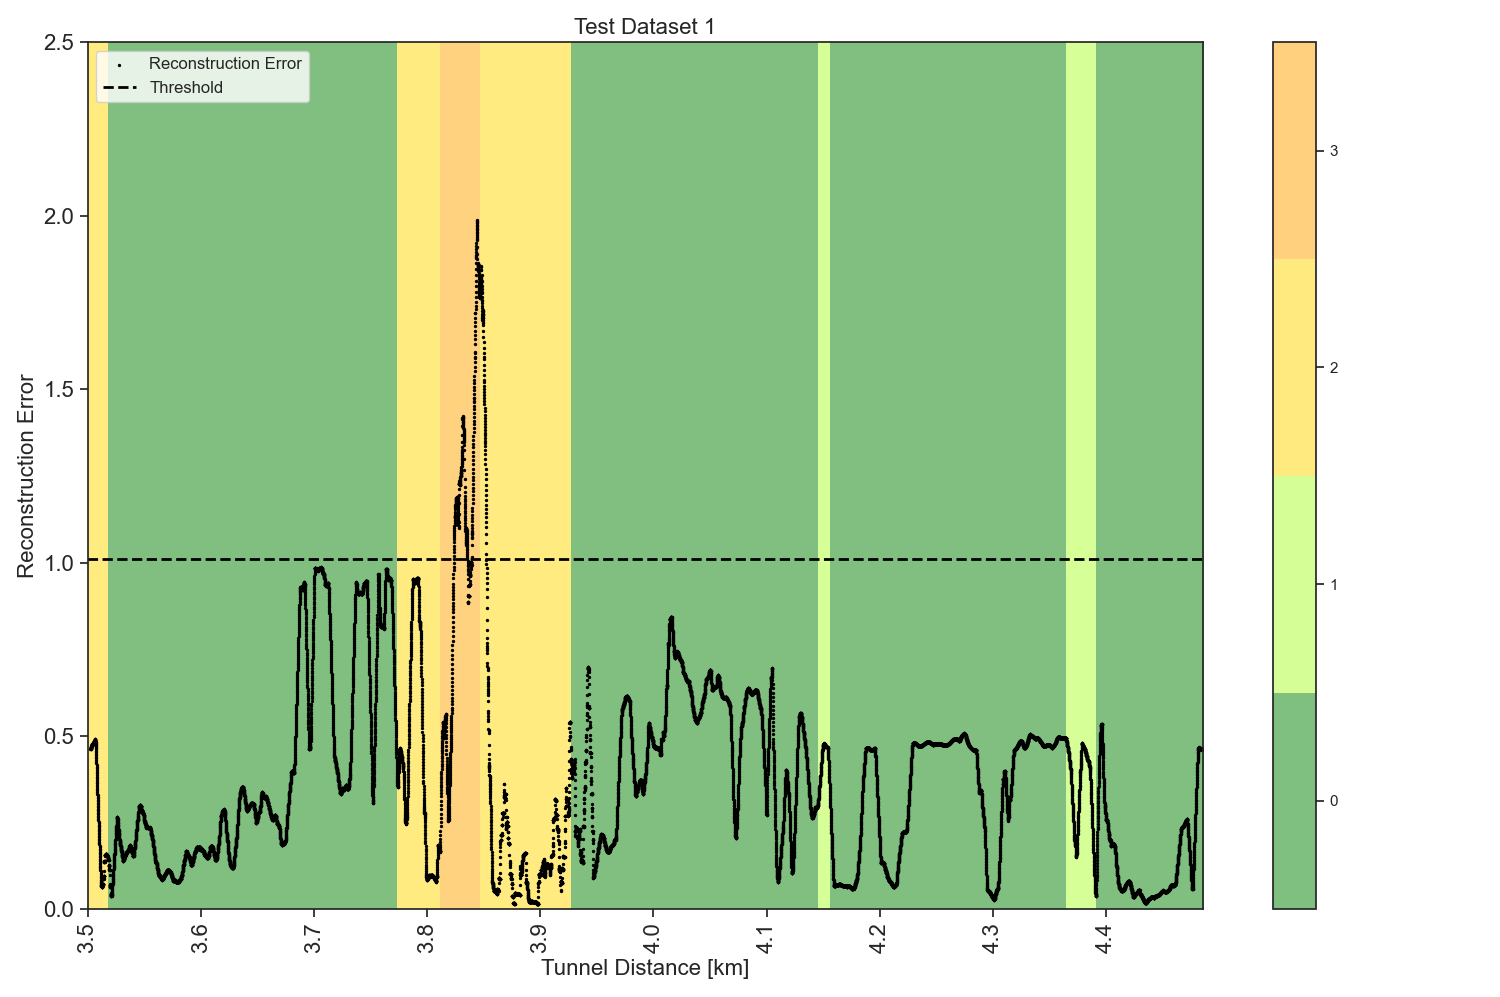 Test Dataset 1
Reconstruction Error
Threshold
Reconstruction Error
2.5
2.0
1.5
1.0
0.5
0.0
3.5 3.6 3.7 3.8 3.9 4.0 4.1 4.2 4.3 4.4
Tunnel Distance [km]
3
2
1
0